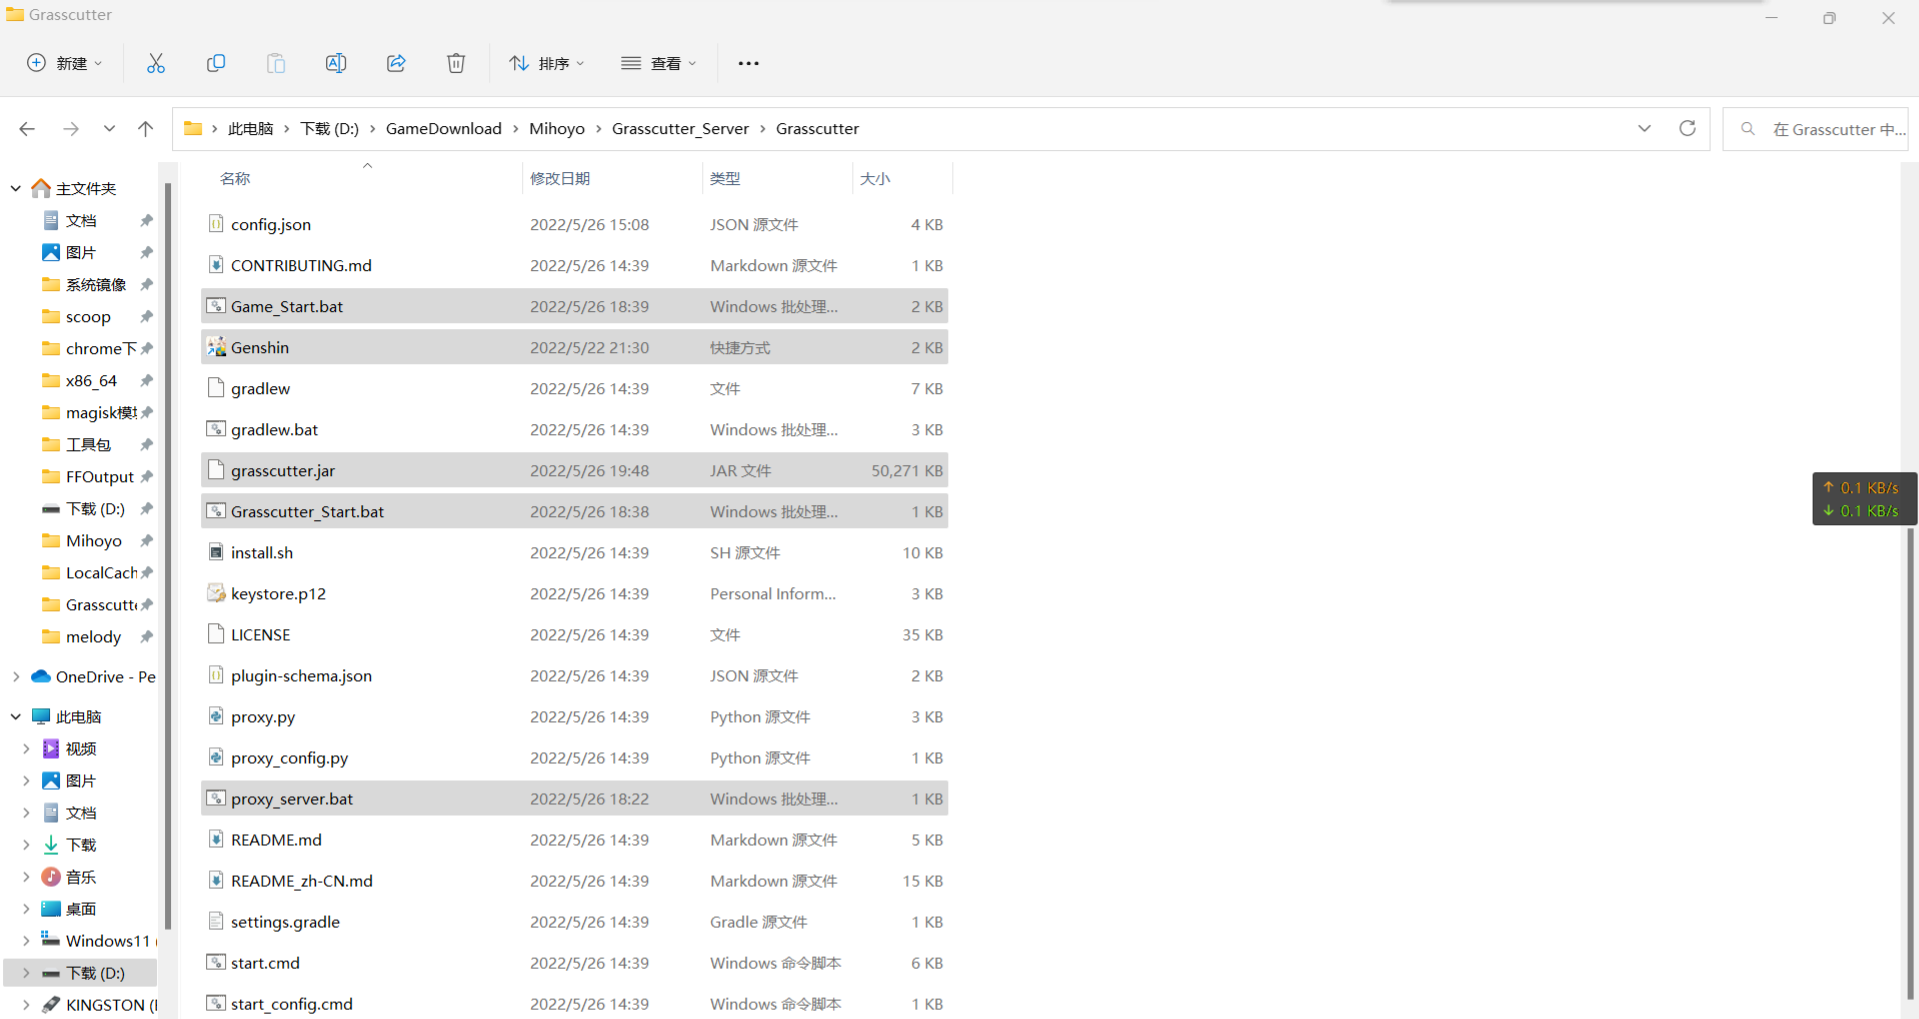 Grasscutter
新建
排序
查看
此电脑 › 下载 (D:) › GameDownload › Mihoyo › Grasscutter_Server › Grasscutter
在 Grasscutter 中...
主文件夹
文档
图片
系统镜像
scoop
chrome下
x86_64
magisk模
工具包
FFOutput
下载 (D:)
Mihoyo
LocalCach
Grasscutte
melody
OneDrive - Pe
此电脑
视频
图片
文档
下载
音乐
桌面
Windows11 (
下载 (D:)
KINGSTON (
名称 修改日期 类型 大小
config.json 2022/5/26 15:08 JSON 源文件 4 KB
CONTRIBUTING.md 2022/5/26 14:39 Markdown 源文件 1 KB
Game_Start.bat 2022/5/26 18:39 Windows 批处理... 2 KB
Genshin 2022/5/22 21:30 快捷方式 2 KB
gradlew 2022/5/26 14:39 文件 7 KB
gradlew.bat 2022/5/26 14:39 Windows 批处理... 3 KB
grasscutter.jar 2022/5/26 19:48 JAR 文件 50,271 KB
Grasscutter_Start.bat 2022/5/26 18:38 Windows 批处理... 1 KB
install.sh 2022/5/26 14:39 SH 源文件 10 KB
keystore.p12 2022/5/26 14:39 Personal Inform... 3 KB
LICENSE 2022/5/26 14:39 文件 35 KB
plugin-schema.json 2022/5/26 14:39 JSON 源文件 2 KB
proxy.py 2022/5/26 14:39 Python 源文件 3 KB
proxy_config.py 2022/5/26 14:39 Python 源文件 1 KB
proxy_server.bat 2022/5/26 18:22 Windows 批处理... 1 KB
README.md 2022/5/26 14:39 Markdown 源文件 5 KB
README_zh-CN.md 2022/5/26 14:39 Markdown 源文件 15 KB
settings.gradle 2022/5/26 14:39 Gradle 源文件 1 KB
start.cmd 2022/5/26 14:39 Windows 命令脚本 6 KB
start_config.cmd 2022/5/26 14:39 Windows 命令脚本 1 KB
↑ 0.1 KB/s
↓ 0.1 KB/s